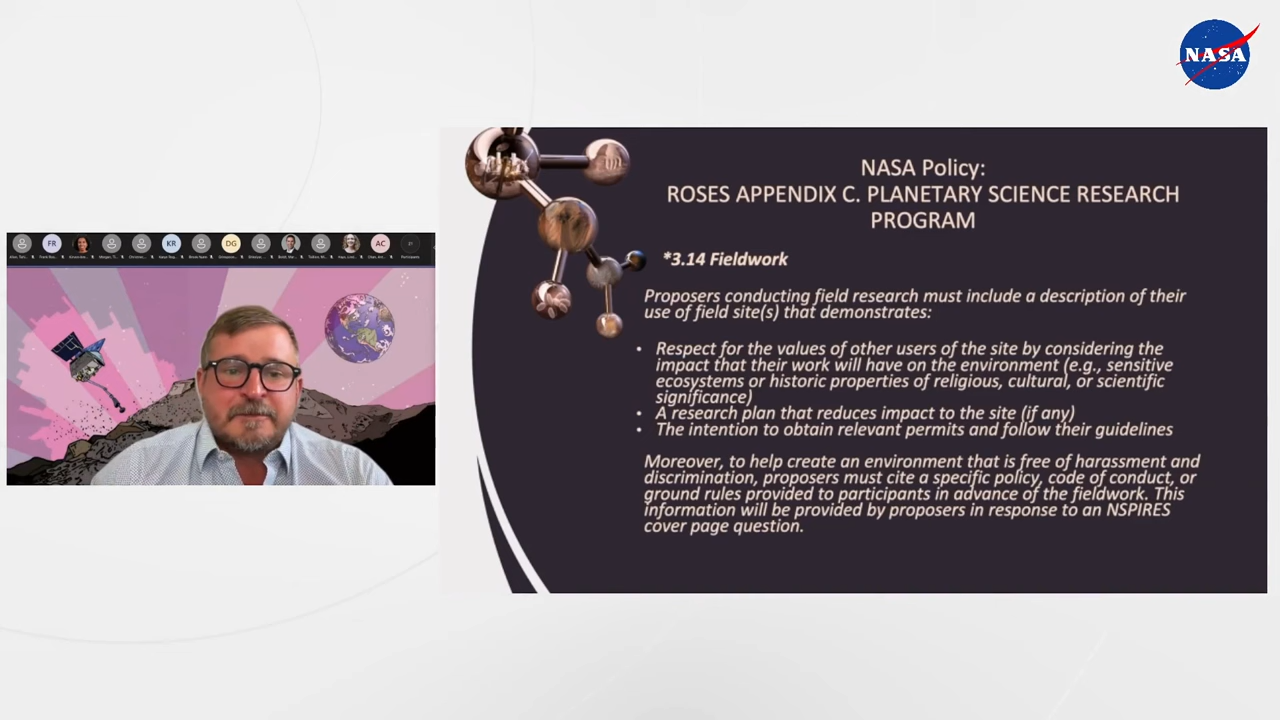 NASA
FR
KR
DG
AC
NASA Policy:
ROSES APPENDIX C. PLANETARY SCIENCE RESEARCH
PROGRAM
*3.14 Fieldwork
Proposers conducting field research must include a description of their
use of field site(s) that demonstrates:
• Respect for the values of other users of the site by considering the
impact that their work will have on the environment (e.g., sensitive
ecosystems or historic properties of religious, cultural, or scientific
significance)
• A research plan that reduces impact to the site (if any)
• The intention to obtain relevant permits and follow their guidelines
Moreover, to help create an environment that is free of harassment and
discrimination, proposers must cite a specific policy, code of conduct, or
ground rules provided to participants in advance of the fieldwork. This
information will be provided by proposers in response to an NSPIRES
cover page question.